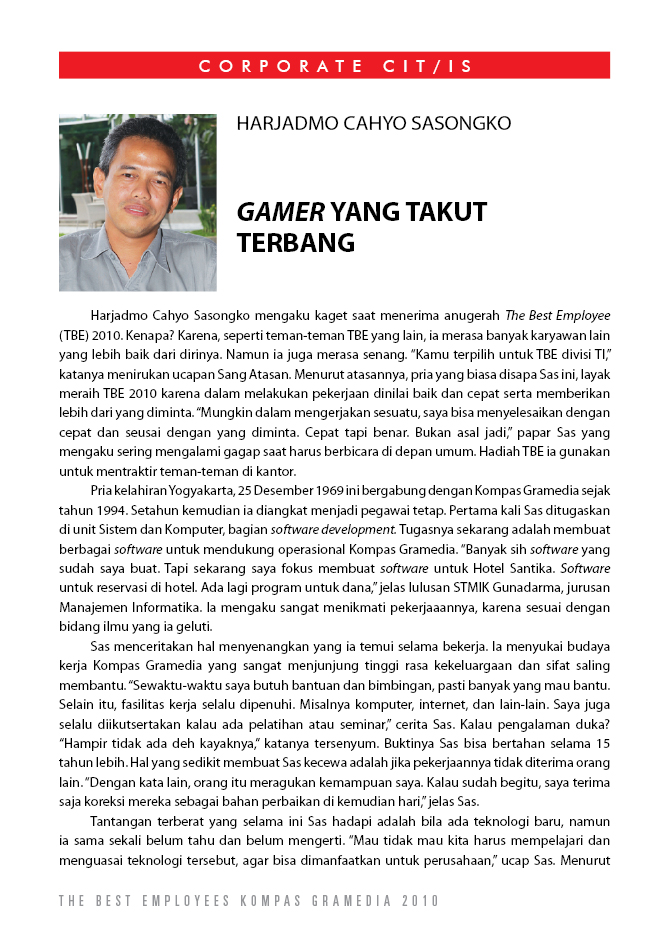 CORPORATE CIT/IS
HARJADMO CAHYO SASONGKO
GAMER YANG TAKUT
TERBANG
Harjadmo Cahyo Sasongko mengaku kaget saat menerima anugerah The Best Employee
(TBE) 2010. Kenapa? Karena, seperti teman-teman TBE yang lain, ia merasa banyak karyawan lain
yang lebih baik dari dirinya. Namun ia juga merasa senang. “Kamu terpilih untuk TBE divisi TI,”
katanya menirukan ucapan Sang Atasan. Menurut atasannya, pria yang biasa disapa Sas ini, layak
meraih TBE 2010 karena dalam melakukan pekerjaan dinilai baik dan cepat serta memberikan
lebih dari yang diminta. “Mungkin dalam mengerjakan sesuatu, saya bisa menyelesaikan dengan
cepat dan seusai dengan yang diminta. Cepat tapi benar. Bukan asal jadi,” papar Sas yang
mengaku sering mengalami gagap saat harus berbicara di depan umum. Hadiah TBE ia gunakan
untuk mentraktir teman-teman di kantor.
Pria kelahiran Yogyakarta, 25 Desember 1969 ini bergabung dengan Kompas Gramedia sejak
tahun 1994. Setahun kemudian ia diangkat menjadi pegawai tetap. Pertama kali Sas ditugaskan
di unit Sistem dan Komputer, bagian software development. Tugasnya sekarang adalah membuat
berbagai software untuk mendukung operasional Kompas Gramedia. “Banyak sih software yang
sudah saya buat. Tapi sekarang saya fokus membuat software untuk Hotel Santika. Software
untuk reservasi di hotel. Ada lagi program untuk dana,” jelas lulusan STMIK Gunadarma, jurusan
Manajemen Informatika. Ia mengaku sangat menikmati pekerjaaannya, karena sesuai dengan
bidang ilmu yang ia geluti.
Sas menceritakan hal menyenangkan yang ia temui selama bekerja. Ia menyukai budaya
kerja Kompas Gramedia yang sangat menjunjung tinggi rasa kekeluargaan dan sifat saling
membantu. “Sewaktu-waktu saya butuh bantuan dan bimbingan, pasti banyak yang mau bantu.
Selain itu, fasilitas kerja selalu dipenuhi. Misalnya komputer, internet, dan lain-lain. Saya juga
selalu diikutsertakan kalau ada pelatihan atau seminar,” cerita Sas. Kalau pengalaman duka?
“Hampir tidak ada deh kayaknya,” katanya tersenyum. Buktinya Sas bisa bertahan selama 15
tahun lebih. Hal yang sedikit membuat Sas kecewa adalah jika pekerjaannya tidak diterima orang
lain. “Dengan kata lain, orang itu meragukan kemampuan saya. Kalau sudah begitu, saya terima
saja koreksi mereka sebagai bahan perbaikan di kemudian hari,” jelas Sas.
Tantangan terberat yang selama ini Sas hadapi adalah bila ada teknologi baru, namun
ia sama sekali belum tahu dan belum mengerti. “Mau tidak mau kita harus mempelajari dan
menguasai teknologi tersebut, agar bisa dimanfaatkan untuk perusahaan,” ucap Sas. Menurut
THE BEST EMPLOYEES KOMPAS GRAMEDIA 2010